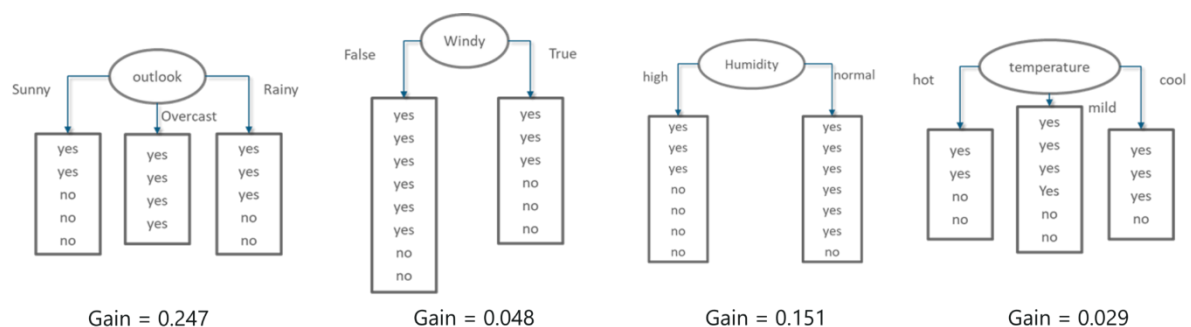 outlook
Sunny
Overcast
Rainy
yes
yes
no
no
no
yes
yes
yes
yes
yes
yes
yes
no
no
Gain = 0.247
Windy
False
True
yes
yes
yes
yes
yes
yes
no
no
yes
yes
yes
no
no
no
Gain = 0.048
Humidity
high
normal
yes
yes
yes
no
no
no
no
yes
yes
yes
yes
yes
yes
no
Gain = 0.151
temperature
hot
mild
cool
yes
yes
no
no
yes
yes
yes
Yes
no
no
yes
yes
yes
no
Gain = 0.029